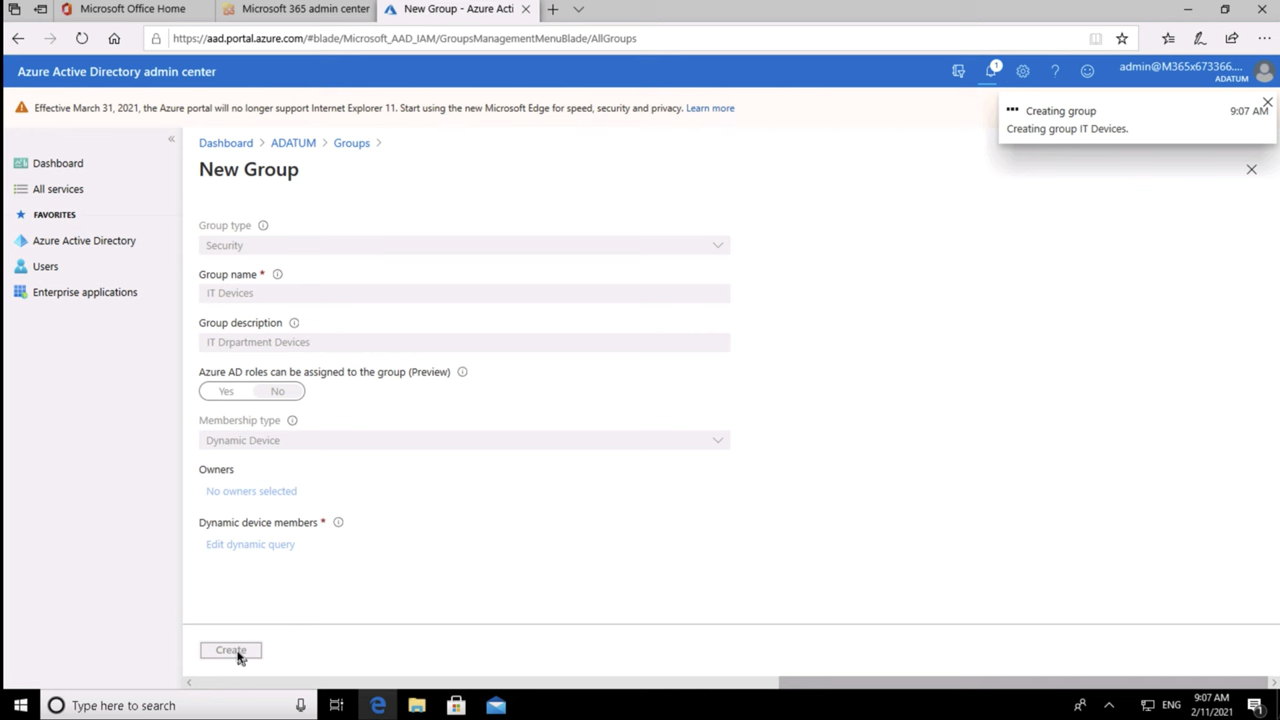 Microsoft Office Home
Microsoft 365 admin center
New Group - Azure Acti
https://aad.portal.azure.com/#blade/Microsoft_AAD_IAM/GroupsManagementMenuBlade/AllGroups
Azure Active Directory admin center
1
admin@M365x673366....
ADATUM
Effective March 31, 2021, the Azure portal will no longer support Internet Explorer 11. Start using the new Microsoft Edge for speed, security and privacy. Learn more
Creating group
9:07 AM
Creating group IT Devices.
Dashboard
All services
FAVORITES
Azure Active Directory
Users
Enterprise applications
Dashboard > ADATUM > Groups >
New Group
Group type
Security
Group name *
IT Devices
Group description
IT Drpartment Devices
Azure AD roles can be assigned to the group (Preview)
Yes No
Membership type
Dynamic Device
Owners
No owners selected
Dynamic device members *
Edit dynamic query
Create
Type here to search
ENG
9:07 AM
2/11/2021
1